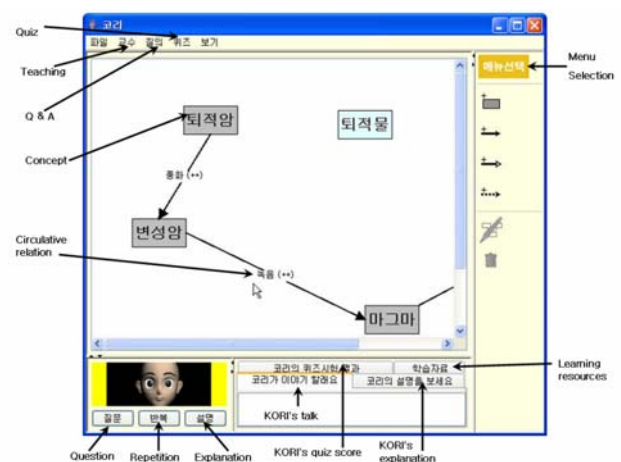 코리
Quiz
파일 교수 질의 퀴즈 보기
Teaching
메뉴선택
Menu
Selection
Q & A
퇴적암
퇴적물
Concept
풍화 (++)
변성암
Circulative
relation
녹음 (++)
마그마
코리의 퀴즈시험 결과
학습자료
Learning
resources
코리가 이야기 할래요
코리의 설명을 보세요
KORI's talk
질문 반복 설명
Question Repetition Explanation
KORI's quiz score
KORI's
explanation